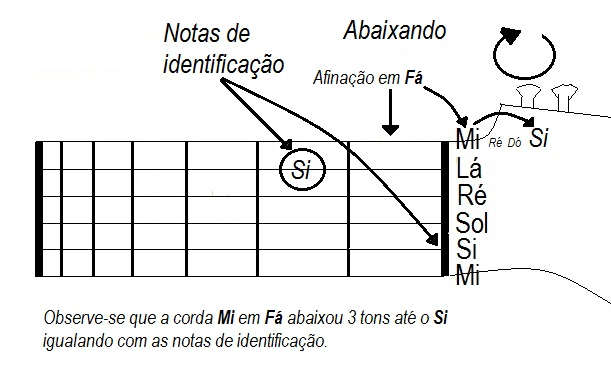 Notas de
identificação
Abaixando
Afinação em Fá
Mi Ré Dó Si
Si
Lá
Ré
Sol
Si
Mi
Observe-se que a corda Mi em Fá abaixou 3 tons até o Si
igualando com as notas de identificação.